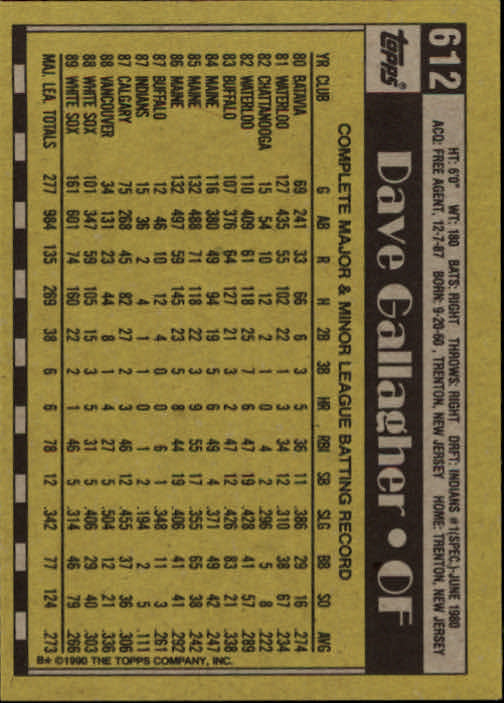 612
topps®
HT: 6'0" WT: 180 BATS: RIGHT THROWS: RIGHT DRFT: INDIANS #1(SPEC.)-JUNE 1980
ACQ: FREE AGENT, 12-7-87 BORN: 9-20-60, TRENTON, NEW JERSEY HOME: TRENTON, NEW JERSEY
Dave Gallagher • OF
COMPLETE MAJOR & MINOR LEAGUE BATTING RECORD
YR CLUB G AB R H 2B 3B HR RBI SB SLG BB SO AVG
80 BATAVIA 69 241 33 66 6 3 5 36 11 .386 29 16 .274
81 WATERLOO 127 435 55 102 22 1 3 34 12 .310 38 67 .234
82 CHATTANOOGA 15 54 10 12 2 1 0 4 2 .296 5 8 .222
82 WATERLOO 110 409 61 118 25 7 6 47 19 .428 41 57 .289
83 BUFFALO 107 376 64 127 21 3 2 47 12 .426 83 21 .338
84 MAINE 116 380 49 94 19 5 6 49 4 .371 49 42 .247
85 MAINE 132 488 71 118 22 3 9 55 17 .355 65 38 .242
86 MAINE 132 497 59 145 23 5 8 44 19 .406 41 41 .292
87 BUFFALO 12 46 10 12 4 0 0 6 1 .348 11 3 .261
87 INDIANS 15 36 2 4 1 1 0 1 2 .194 2 5 .111
87 CALGARY 75 268 45 82 27 2 3 46 12 .455 37 36 .306
88 VANCOUVER 34 131 23 44 8 1 4 27 5 .504 12 21 .336
88 WHITE SOX 101 347 59 105 15 3 5 31 5 .406 29 40 .303
89 WHITE SOX 161 601 74 160 22 2 1 46 5 .314 46 79 .266
MAJ. LEA. TOTALS 277 984 135 269 38 6 6 78 12 .342 77 124 .273
B* ©1990 THE TOPPS COMPANY, INC.